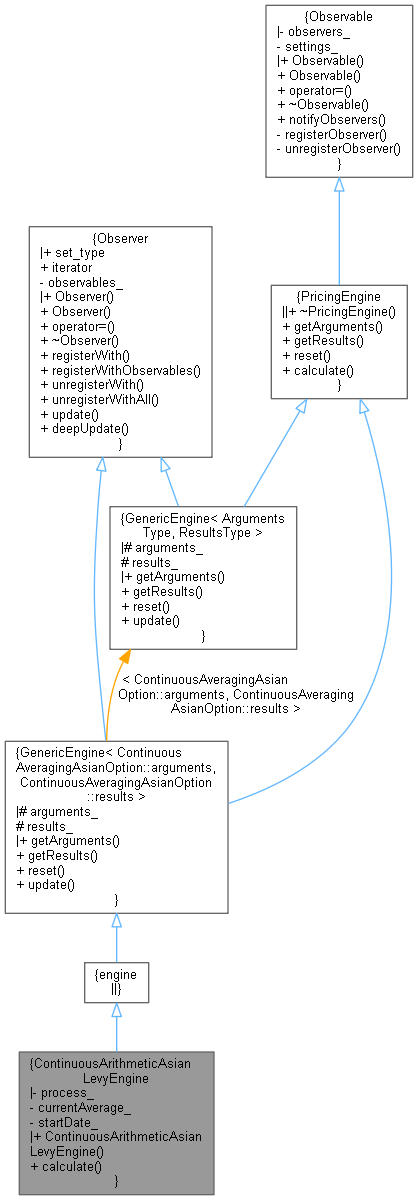 {Observable
|- observers_
- settings_
|+ Observable()
+ Observable()
+ operator=()
+ ~Observable()
+ notifyObservers()
- registerObserver()
- unregisterObserver()
}
{Observer
|+ set_type
+ iterator
- observables_
|+ Observer()
+ Observer()
+ operator=()
+ ~Observer()
+ registerWith()
+ registerWithObservables()
+ unregisterWith()
+ unregisterWithAll()
+ update()
+ deepUpdate()
}
{PricingEngine
||+ ~PricingEngine()
+ getArguments()
+ getResults()
+ reset()
+ calculate()
}
{GenericEngine< Arguments
Type, ResultsType >
|# arguments_
# results_
|+ getArguments()
+ getResults()
+ reset()
+ update()
}
< ContinuousAveragingAsian
Option::arguments, ContinuousAveraging
AsianOption::results >
{GenericEngine< Continuous
AveragingAsianOption::arguments,
ContinuousAveragingAsianOption
::results >
|# arguments_
# results_
|+ getArguments()
+ getResults()
+ reset()
+ update()
}
{engine
||}
{ContinuousArithmeticAsian
LevyEngine
|- process_
- currentAverage_
- startDate_
|+ ContinuousArithmeticAsian
LevyEngine()
+ calculate()
}